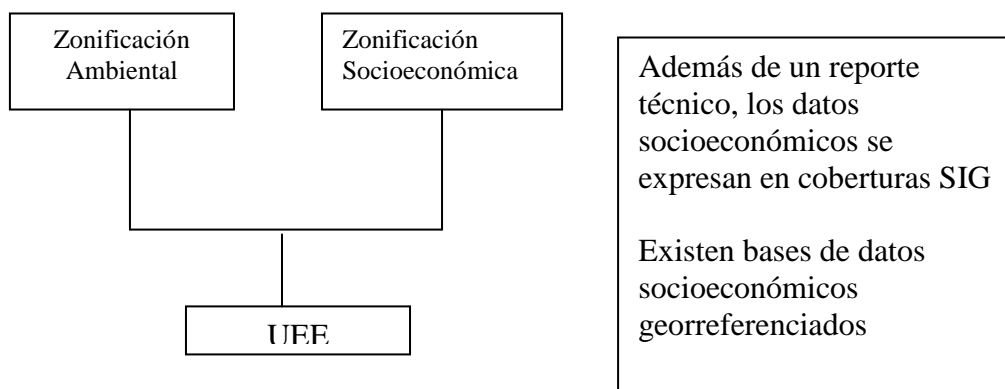 Zonificación
Ambiental
Zonificación
Socioeconómica
UEE
Además de un reporte
técnico, los datos
socioeconómicos se
expresan en coberturas SIG
Existen bases de datos
socioeconómicos
georreferenciados